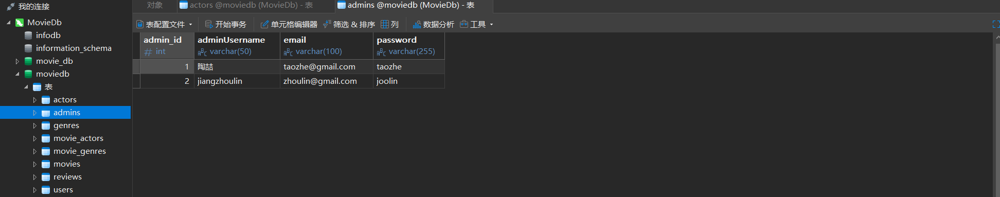 我的连接
MovieDb
infodb
information_schema
movie_db
moviedb
表
actors
admins
genres
movie_actors
movie_genres
movies
reviews
users
对象 actors @moviedb (MovieDb) - 表 admins @moviedb (MovieDb) - 表
表配置文件 开始事务 单元格编辑器 筛选 & 排序 列 数据分析 工具
admin_id adminUsername email password
# int ABC varchar(50) ABC varchar(100) ABC varchar(255)
1 陶喆 taozhe@gmail.com taozhe
2 jiangzhoulin zhoulin@gmail.com joolin